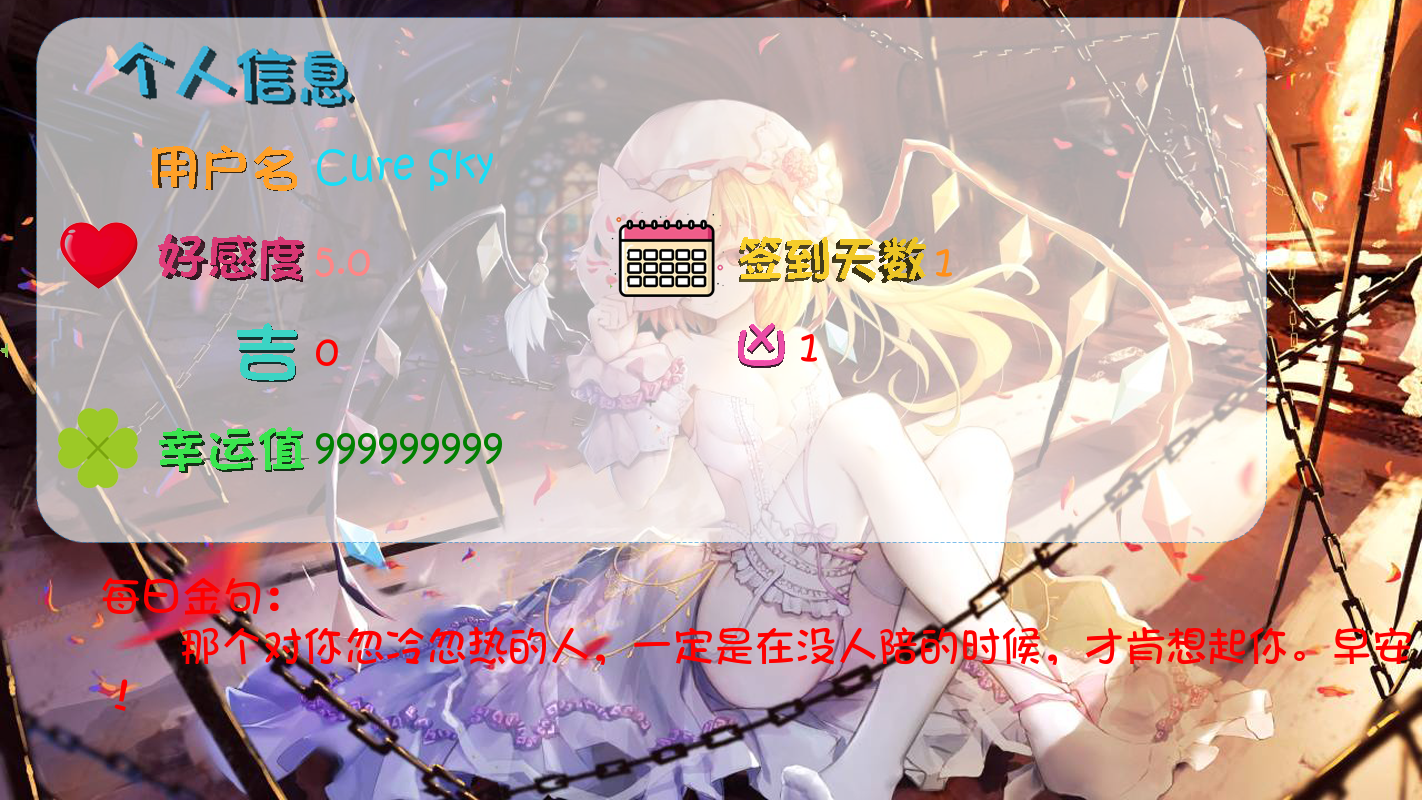 个人信息
用户名 Cure Sky
好感度 5.0 签到天数 1
吉 0 凶 1
幸运值 999999999
每日金句：
那个对你忽冷忽热的人，一定是在没人陪的时候，才肯想起你。早安
！